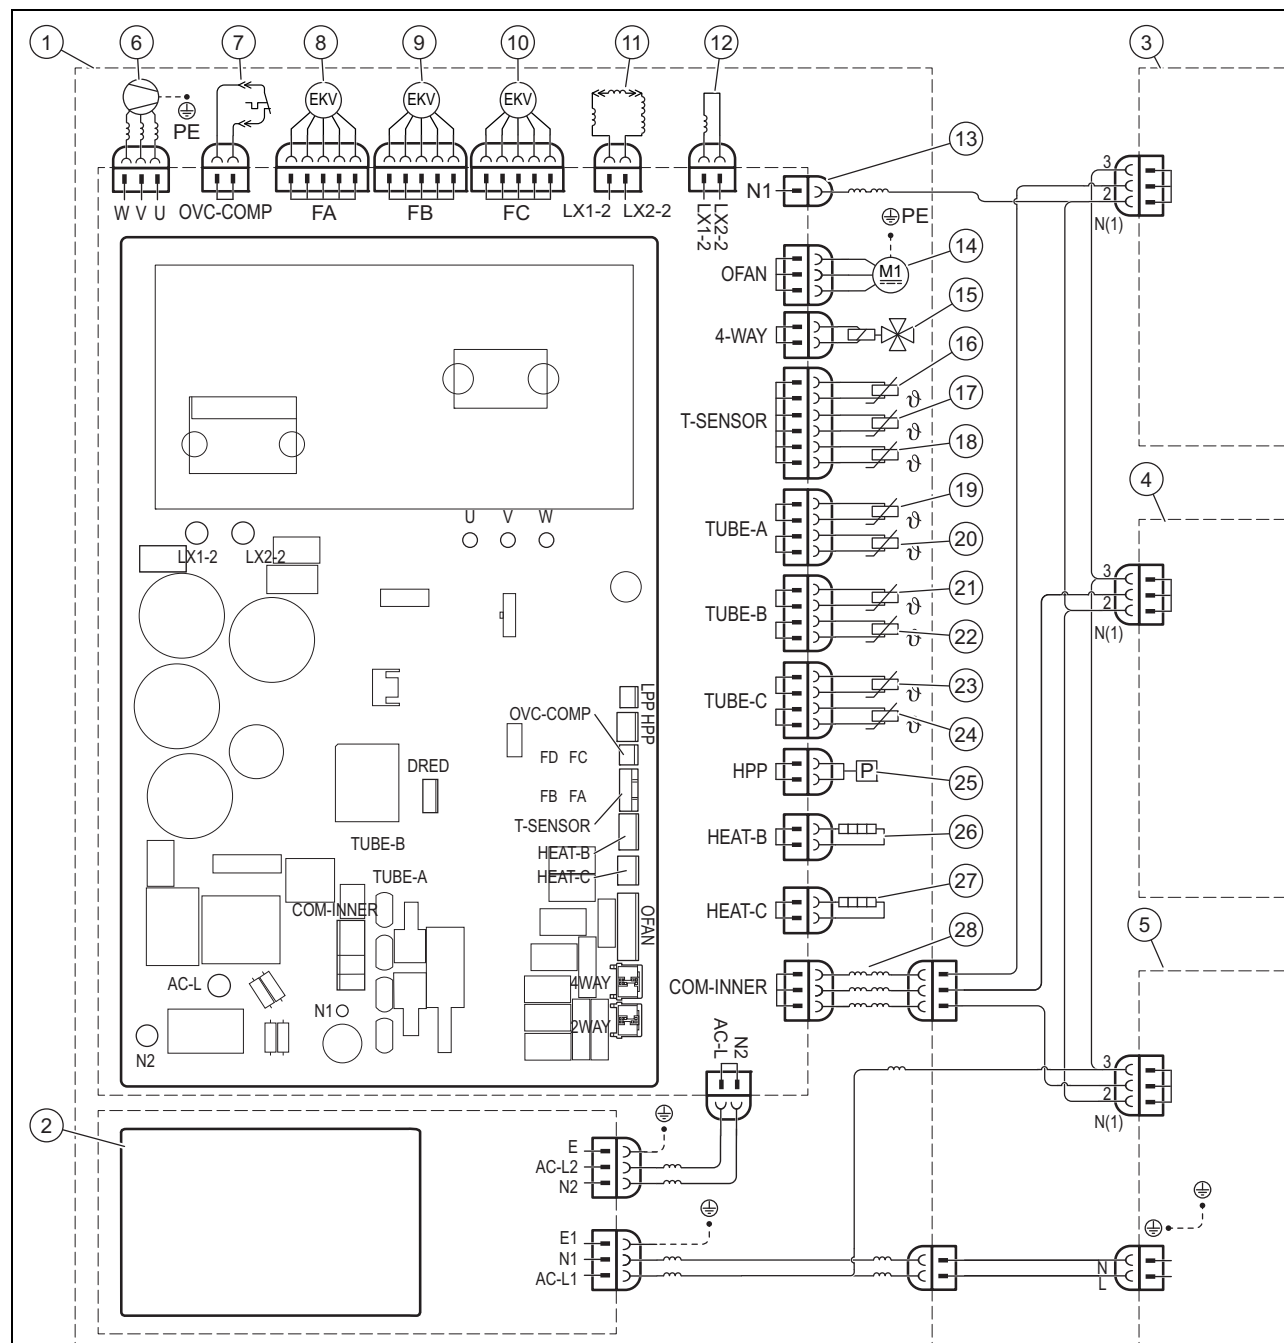 1 6 7 8 9 10 11 12 3
EKV EKV EKV
PE
W V U OVC-COMP FA FB FC LX1-2 LX2-2
LX1-2
LX2-2
N1
13
3
2
N(1)
PE
OFAN
M1
14
4-WAY
15
16
ϑ
T-SENSOR
17
ϑ
18
ϑ
4
19
ϑ
TUBE-A
20
ϑ
U V W
LX1-2 LX2-2
3
2
N(1)
21
ϑ
TUBE-B
22
ϑ
23
ϑ
TUBE-C
24
ϑ
LPP HPP
OVC-COMP
FD FC
DRED
FB FA
T-SENSOR
HPP
P
25
TUBE-B
HEAT-B
HEAT-B
26
TUBE-A
HEAT-C
COM-INNER
OFAN
HEAT-C
27
28
5
AC-L
4WAY
COM-INNER
N1
2WAY
N2
AC-L
N2
3
2
N(1)
2
E
AC-L2
N2
E1
N1
AC-L1
N
L